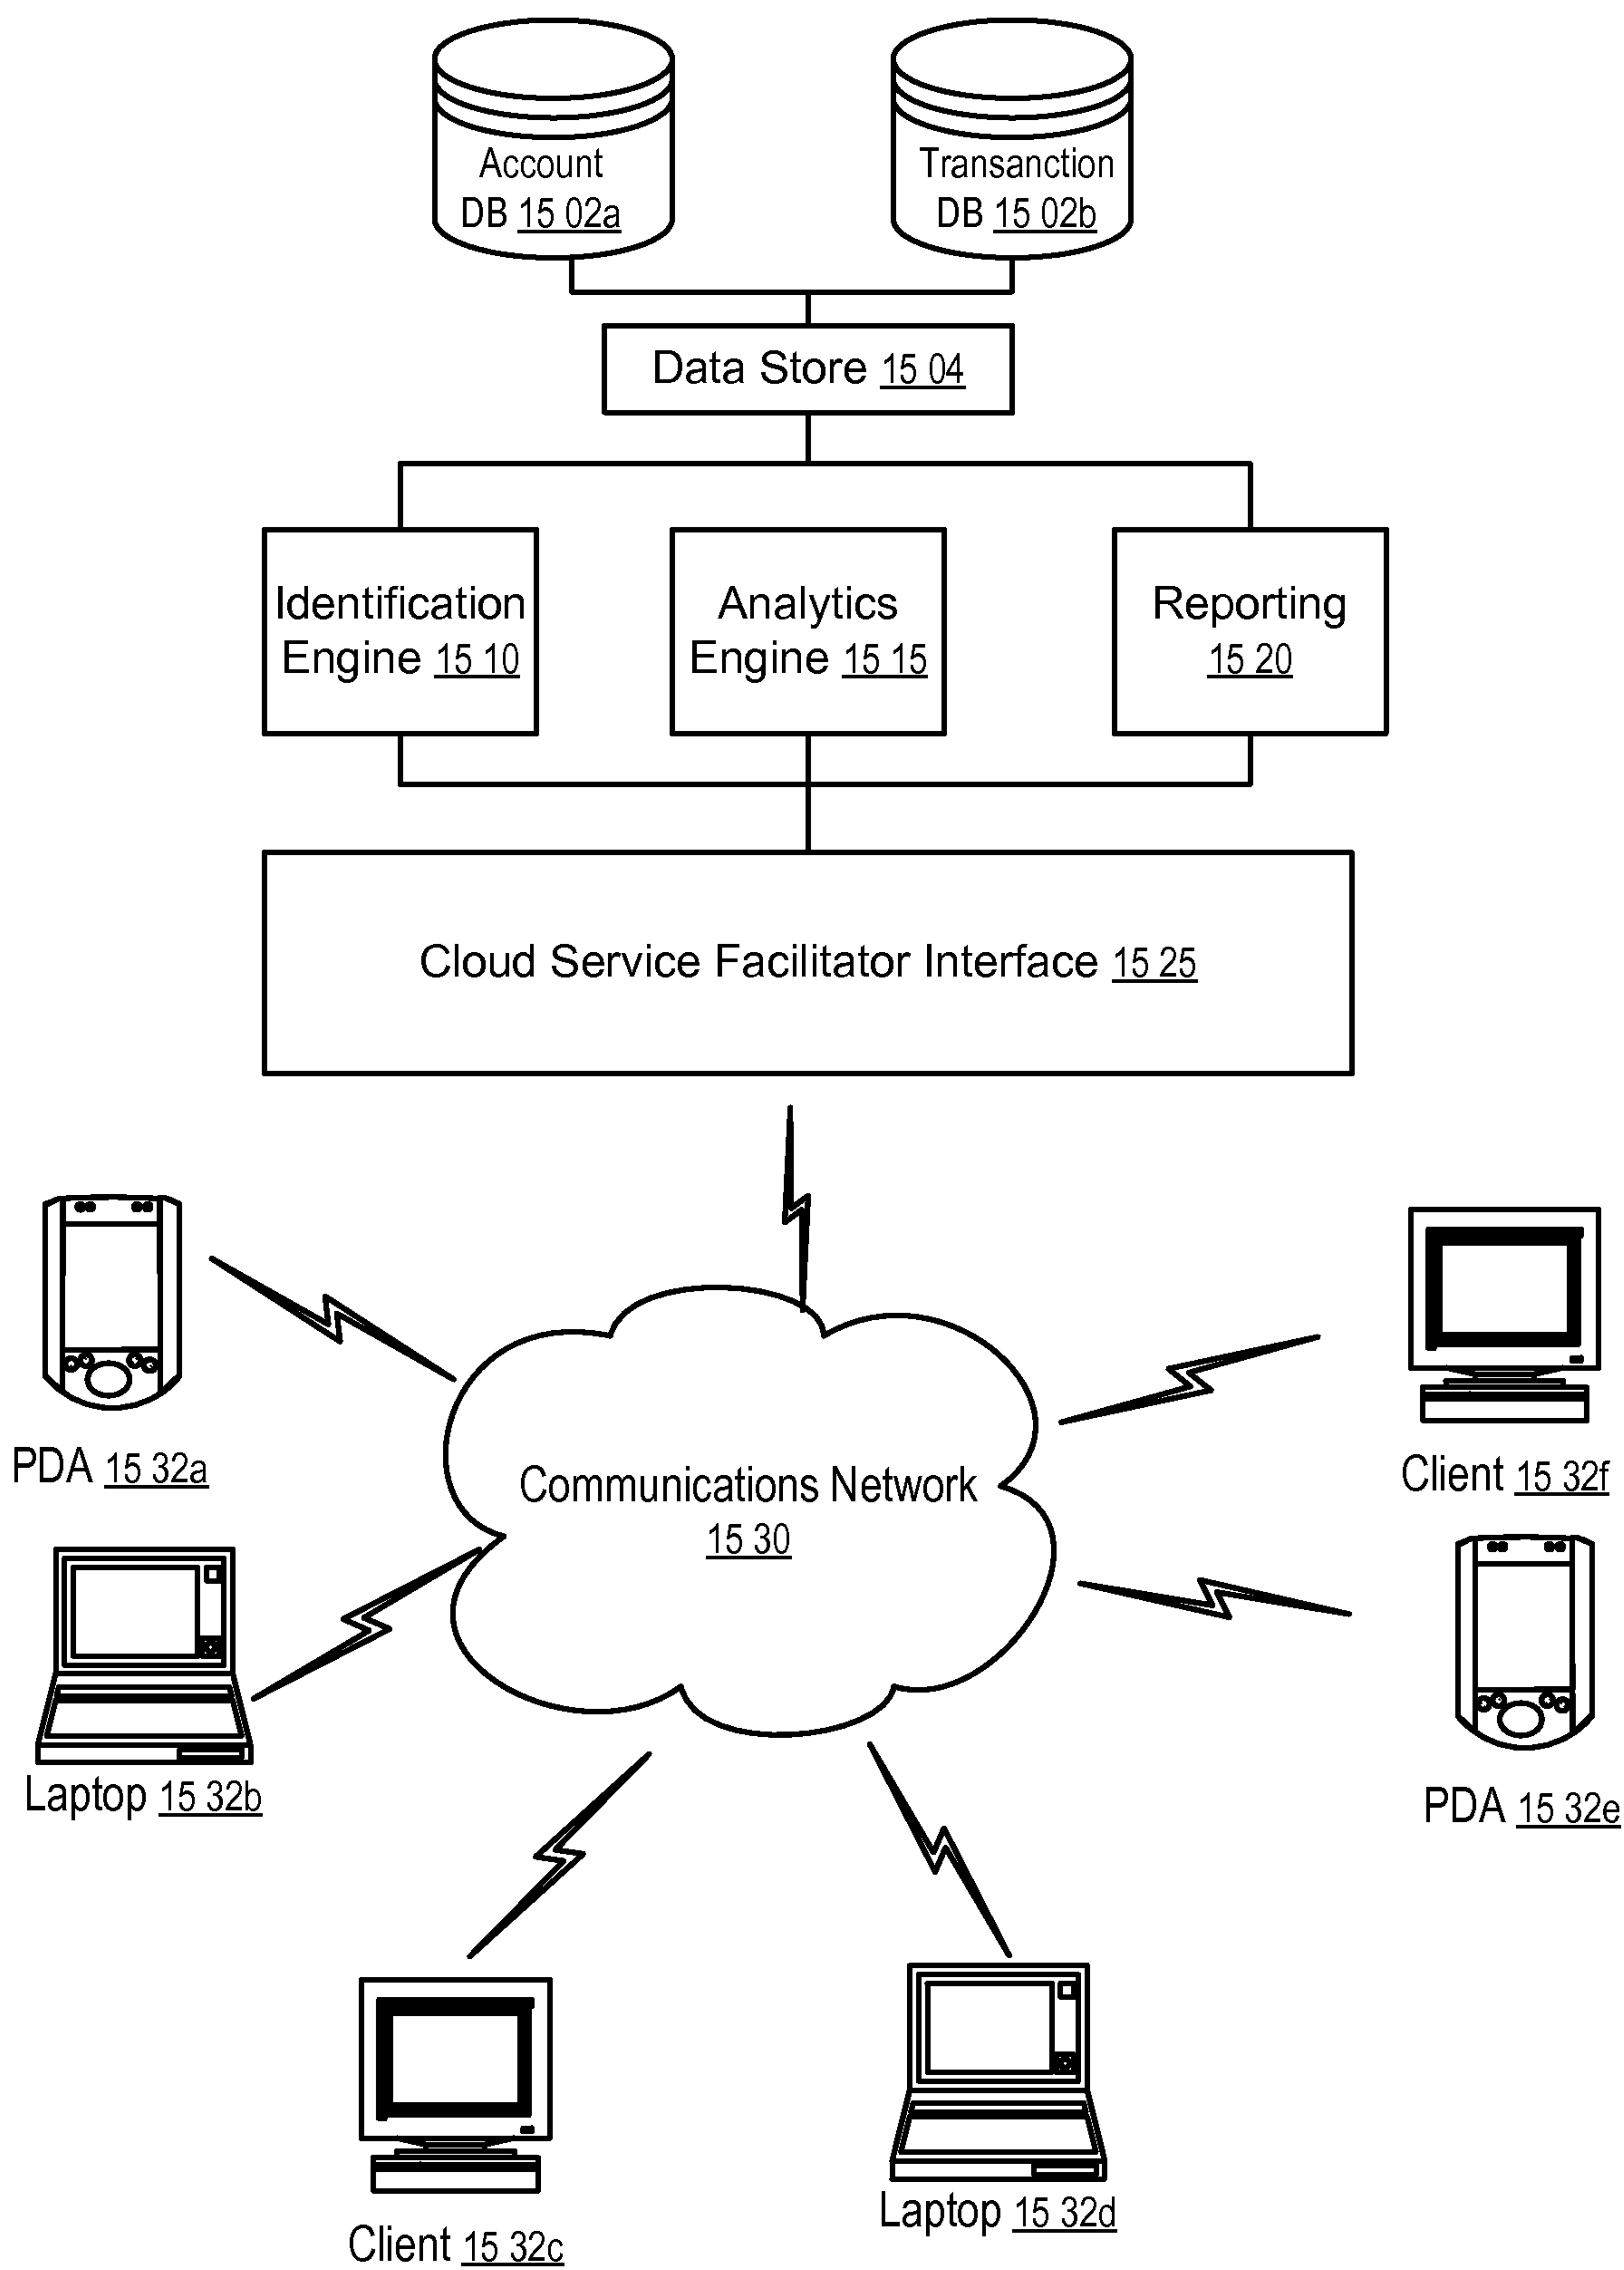 Account
DB 15 02a
Transanction
DB 15 02b
Data Store 15 04
Identification
Engine 15 10
Analytics
Engine 15 15
Reporting
15 20
Cloud Service Facilitator Interface 15 25
PDA 15 32a
Client 15 32f
Communications Network
15 30
Laptop 15 32b
PDA 15 32e
Client 15 32c
Laptop 15 32d